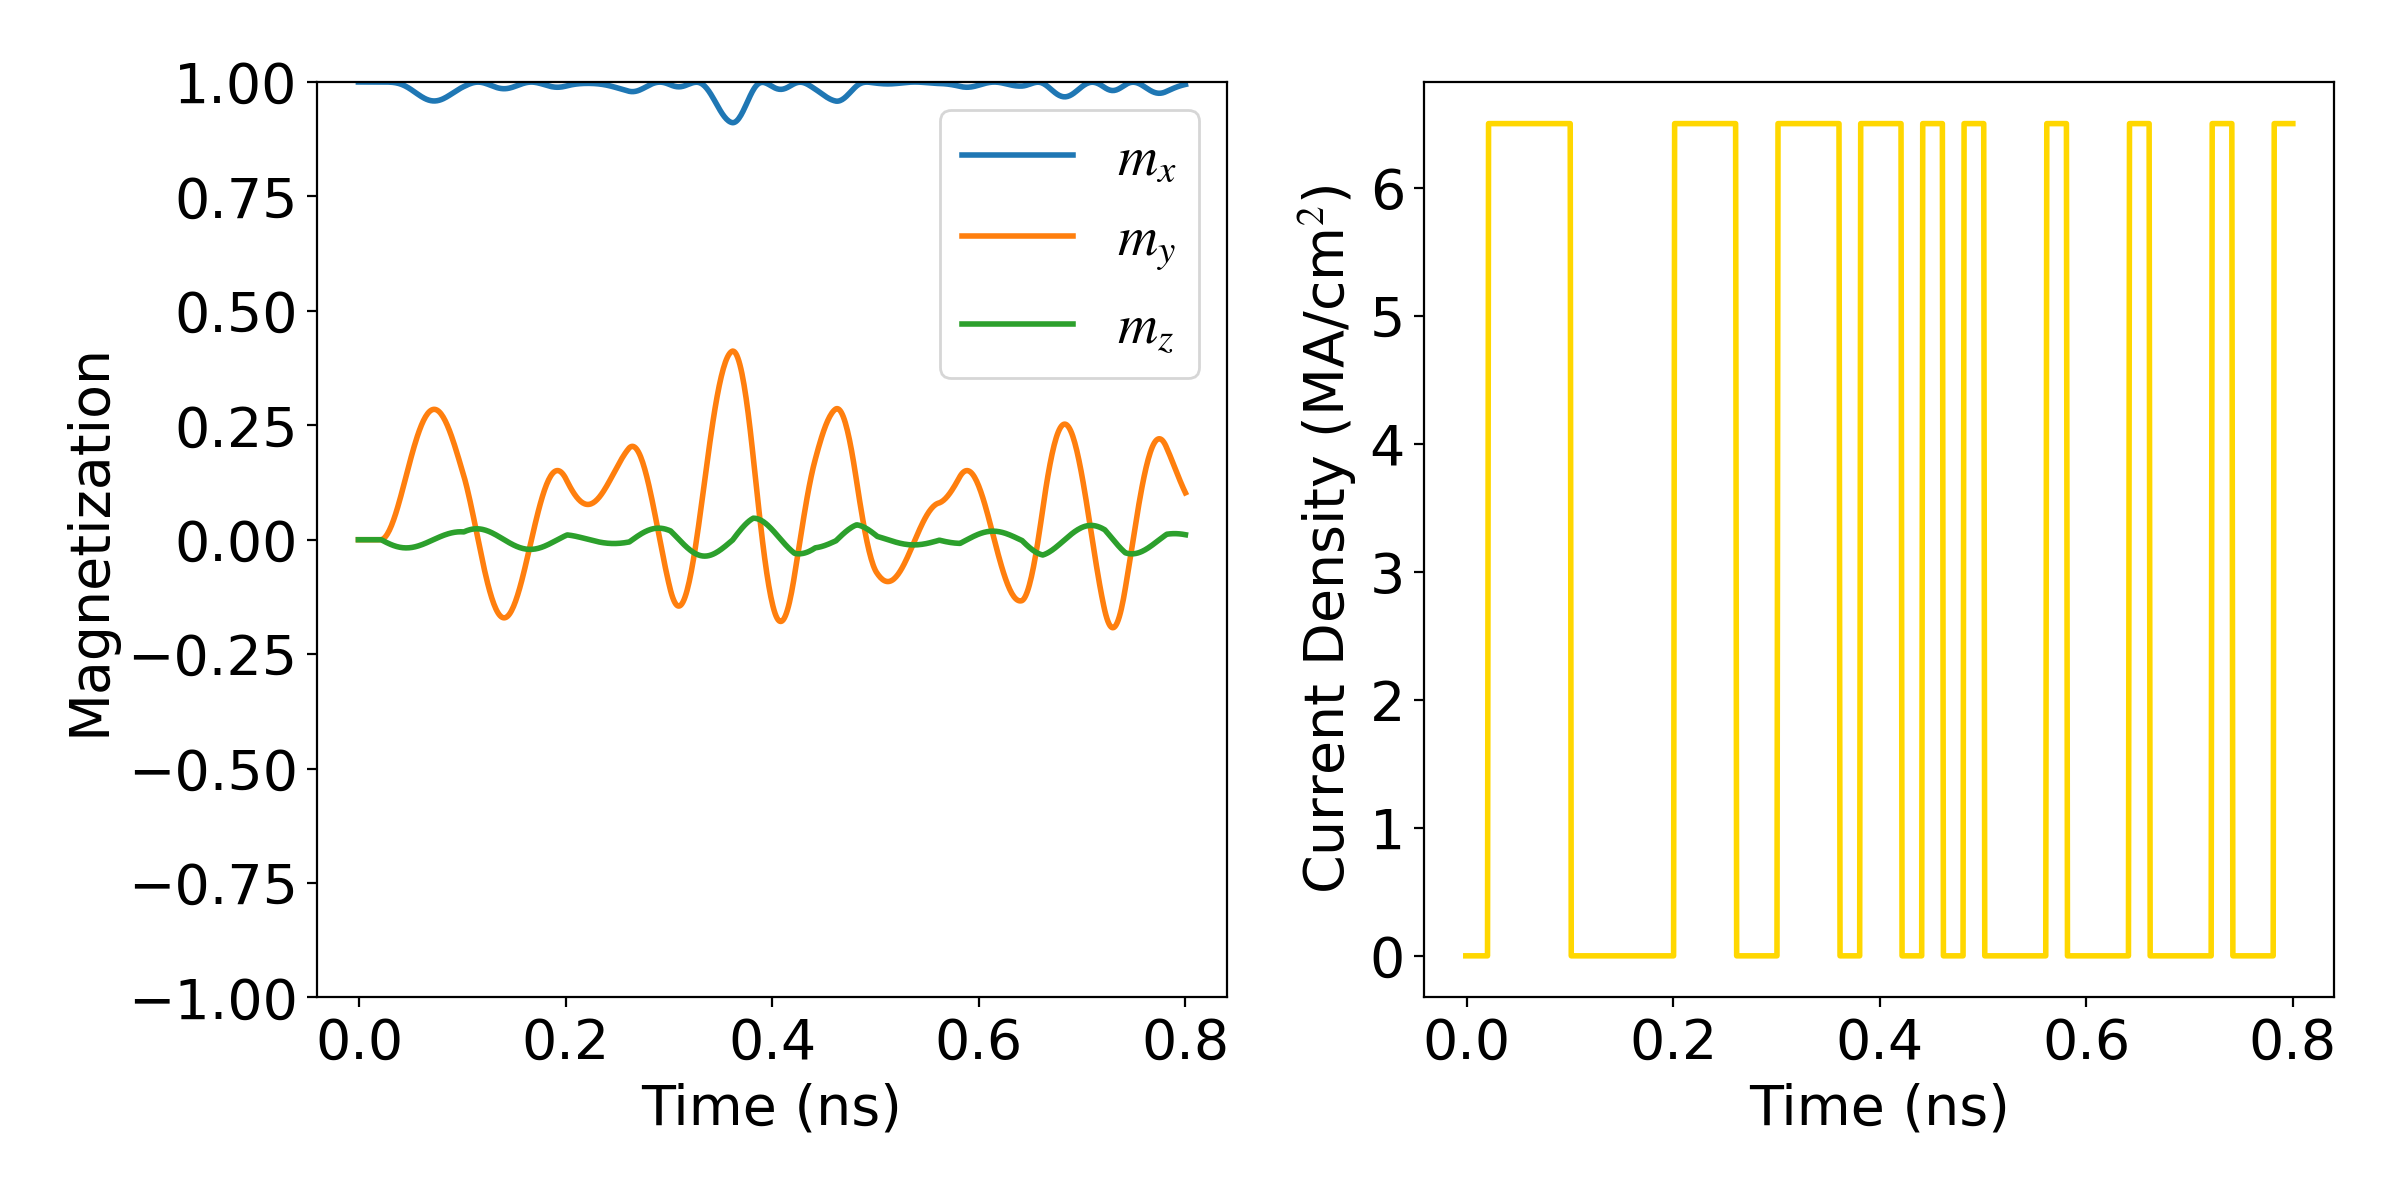 1.00
0.75
0.50
0.25
0.00
−0.25
−0.50
−0.75
−1.00
Magnetization
0.0 0.2 0.4 0.6 0.8
Time (ns)
m_x
m_y
m_z
6
5
4
3
2
1
0
Current Density (MA/cm²)
0.0 0.2 0.4 0.6 0.8
Time (ns)